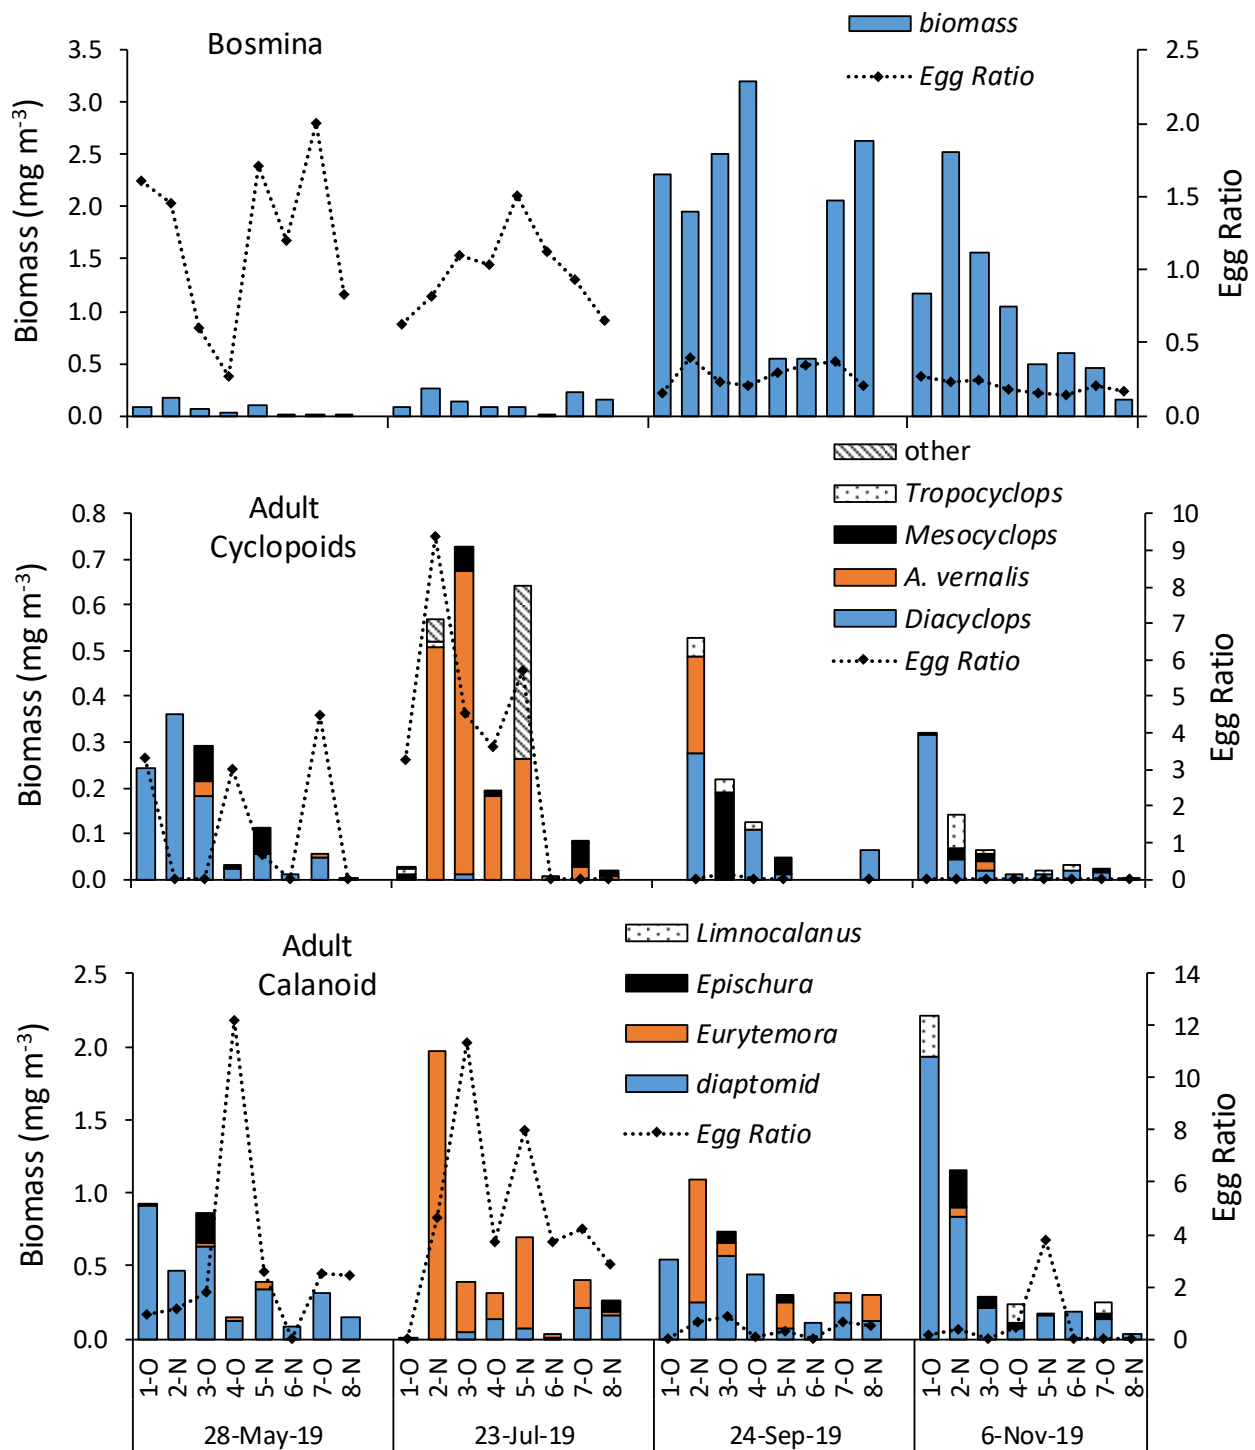 Bosmina
biomass
Egg Ratio
3.5
3.0
2.5
2.0
1.5
1.0
0.5
0.0
Biomass (mg m-3)
2.5
2.0
1.5
1.0
0.5
0.0
Egg Ratio
Adult
Cyclopoids
other
Tropocyclops
Mesocyclops
A. vernalis
Diacyclops
Egg Ratio
0.8
0.7
0.6
0.5
0.4
0.3
0.2
0.1
0.0
Biomass (mg m-3)
10
9
8
7
6
5
4
3
2
1
0
Egg Ratio
Adult
Calanoid
Limnocalanus
Epischura
Eurytemora
diaptomid
Egg Ratio
2.5
2.0
1.5
1.0
0.5
0.0
Biomass (mg m-3)
14
12
10
8
6
4
2
0
Egg Ratio
1-O 2-N 3-O 4-O 5-N 6-N 7-O 8-N 1-O 2-N 3-O 4-O 5-N 6-N 7-O 8-N 1-O 2-N 3-O 4-O 5-N 6-N 7-O 8-N 1-O 2-N 3-O 4-O 5-N 6-N 7-O 8-N
28-May-19 23-Jul-19 24-Sep-19 6-Nov-19